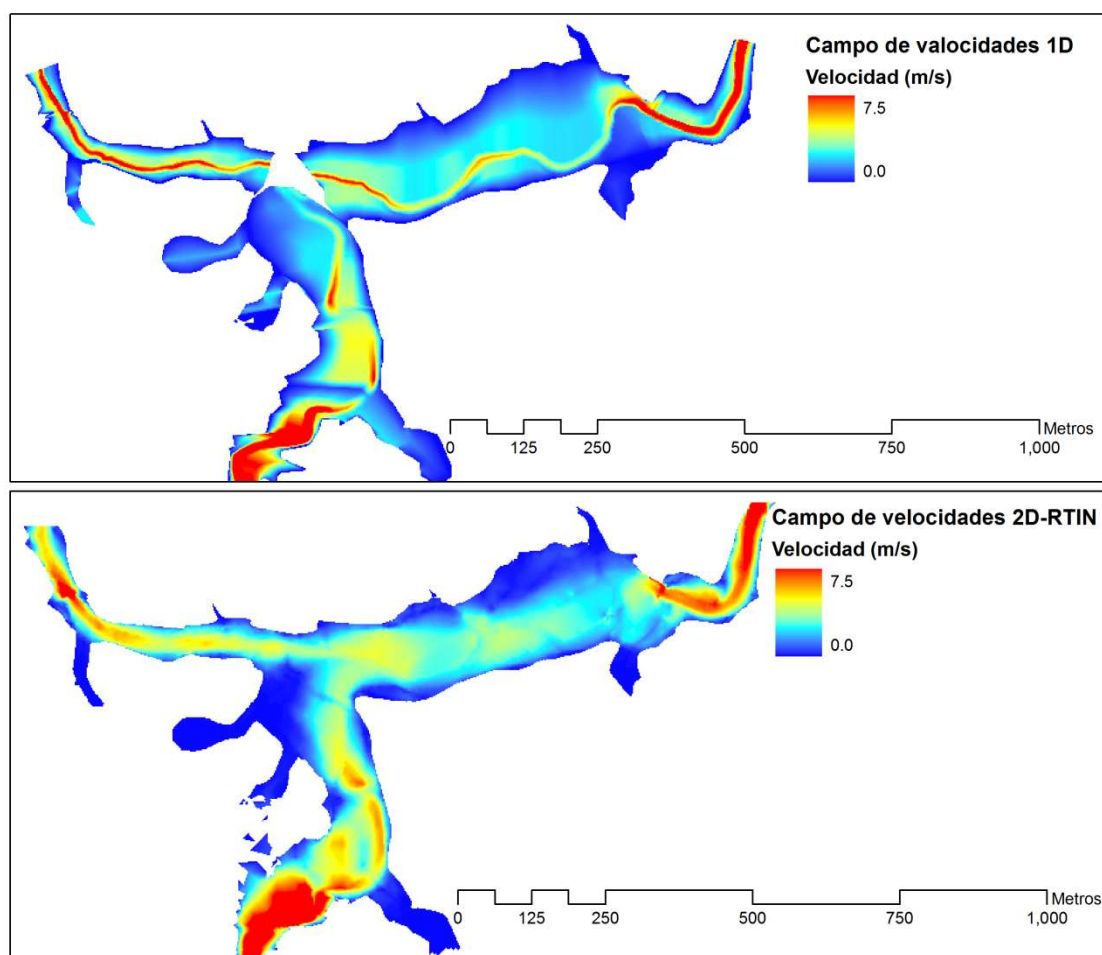 Campo de valocidades 1D
Velocidad (m/s)
7.5
0.0
Metros
0 125 250 500 750 1,000
Campo de velocidades 2D-RTIN
Velocidad (m/s)
7.5
0.0
Metros
0 125 250 500 750 1,000